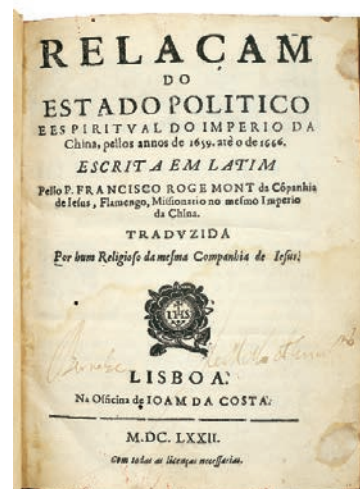 RELAÇAM
DO
ESTADO POLITICO
E ESPIRITVAL DO IMPERIO DA
China, pellos annos de 1659. atè o de 1666.
ESCRITA EM LATIM
Pello P. FRANCISCO ROGEMONT da Cõpanhia
de Iesus, Flamengo, Missionario no mesmo Imperio
da China.
TRADVZIDA
Por hum Religioso da mesma Companhia de Iesus.
IHS
LISBOA.
Na Officina de IOAM DA COSTA.
M.DC.LXXII.
Com todas as licenças necessarias.